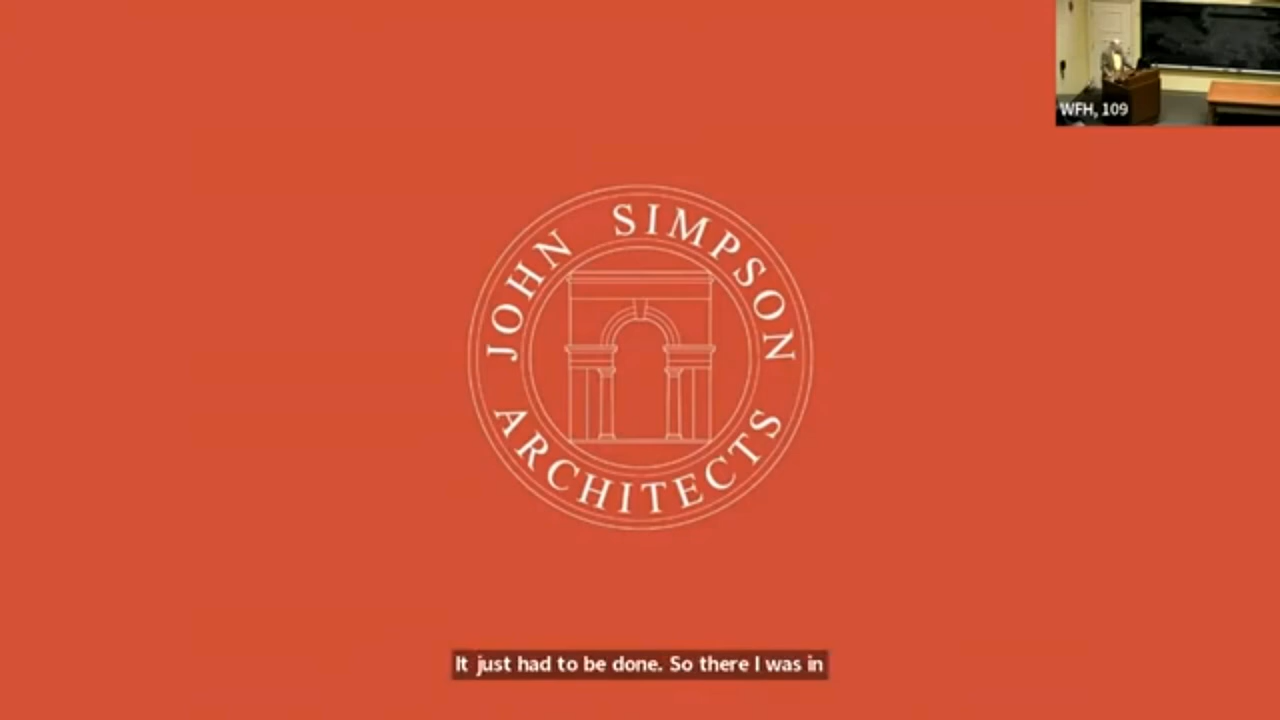 WFH, 109
JOHN SIMPSON
ARCHITECTS
It just had to be done. So there I was in